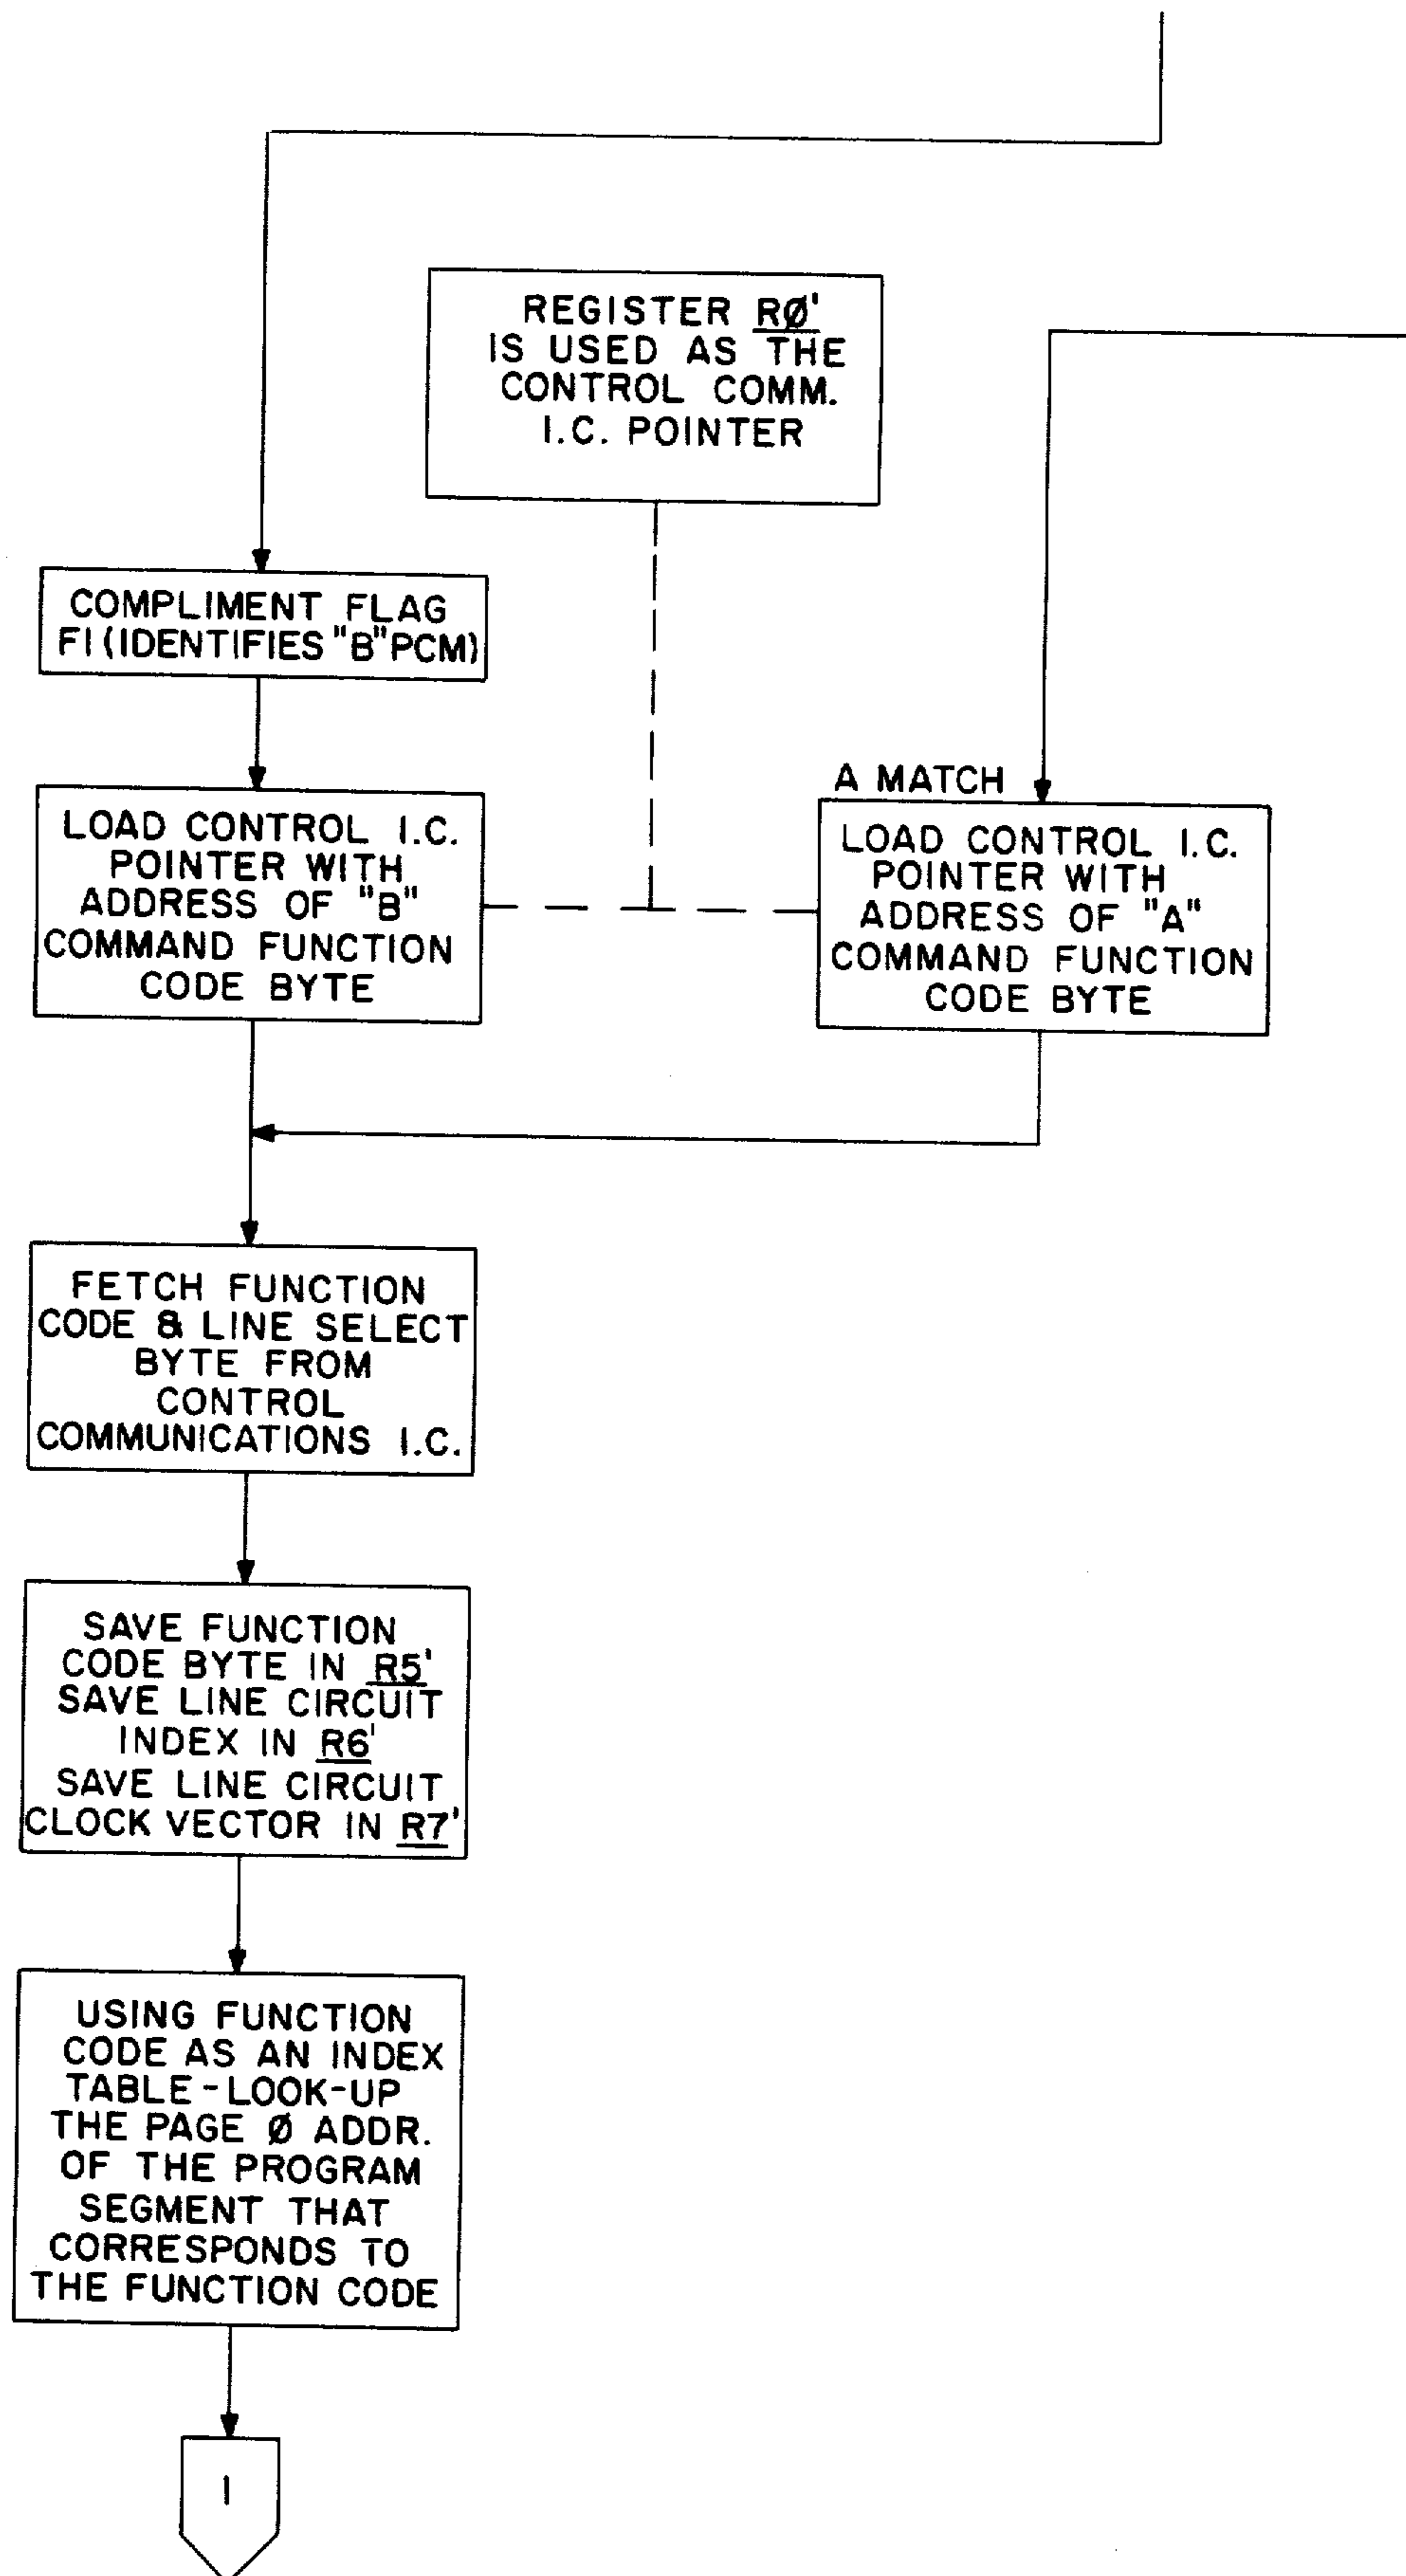 REGISTER RØ'
IS USED AS THE
CONTROL COMM.
I.C. POINTER
COMPLIMENT FLAG
F1 (IDENTIFIES "B" PCM)
LOAD CONTROL I.C.
POINTER WITH
ADDRESS OF "B"
COMMAND FUNCTION
CODE BYTE
A MATCH
LOAD CONTROL I.C.
POINTER WITH
ADDRESS OF "A"
COMMAND FUNCTION
CODE BYTE
FETCH FUNCTION
CODE & LINE SELECT
BYTE FROM
CONTROL
COMMUNICATIONS I.C.
SAVE FUNCTION
CODE BYTE IN R5'
SAVE LINE CIRCUIT
INDEX IN R6'
SAVE LINE CIRCUIT
CLOCK VECTOR IN R7'
USING FUNCTION
CODE AS AN INDEX
TABLE-LOOK-UP
THE PAGE Ø ADDR.
OF THE PROGRAM
SEGMENT THAT
CORRESPONDS TO
THE FUNCTION CODE
1